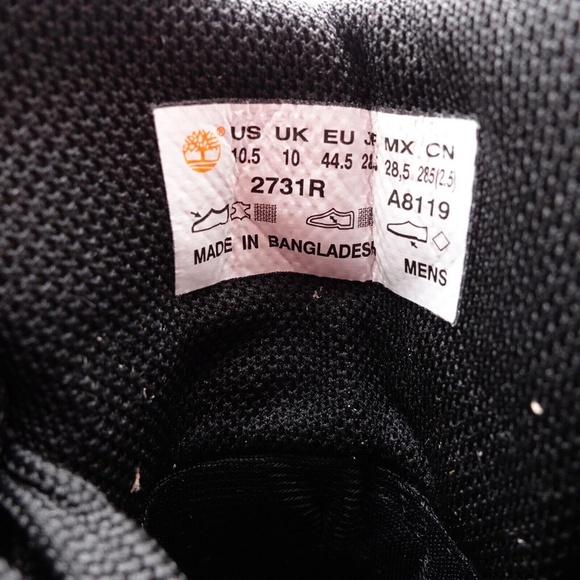 ® US UK EU MX CN
10.5 10 44.5 28,5 285(2.5)
2731R A8119
MADE IN BANGLADESH MENS